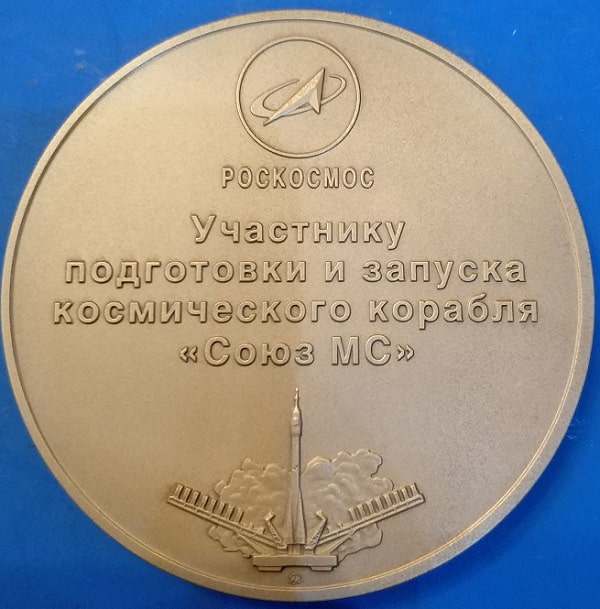 РОСКОСМОС
Участнику
подготовки и запуска
космического корабля
«Союз МС»